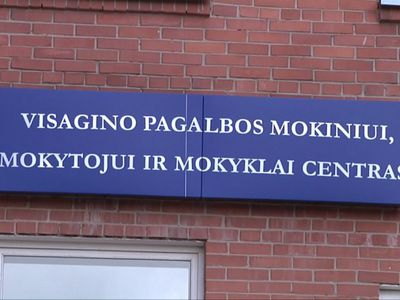 VISAGINO PAGALBOS MOKINIUI,
MOKYTOJUI IR MOKYKLAI CENTRAS